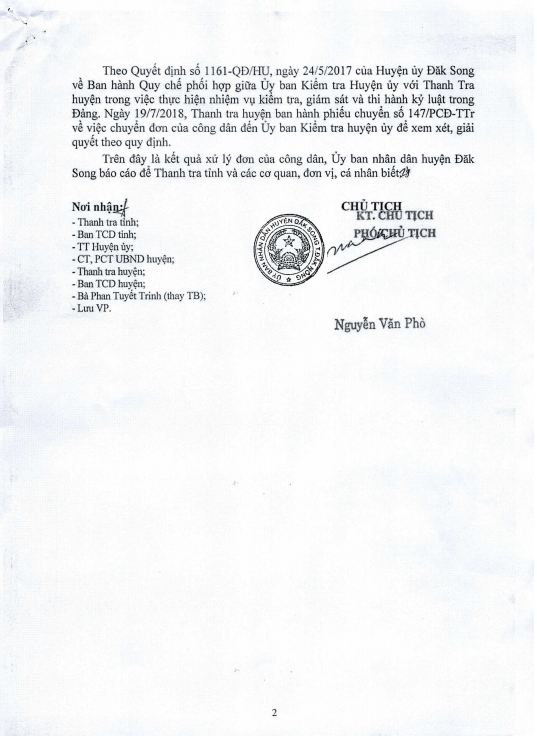 Theo Quyết định số 1161-QĐ/HU, ngày 24/5/2017 của Huyện ủy Đăk Song
về Ban hành Quy chế phối hợp giữa Ủy ban Kiểm tra Huyện ủy với Thanh Tra
huyện trong việc thực hiện nhiệm vụ kiểm tra, giám sát và thi hành kỷ luật trong
Đảng. Ngày 19/7/2018, Thanh tra huyện ban hành phiếu chuyển số 147/PCĐ-TTr
về việc chuyển đơn của công dân đến Ủy ban Kiểm tra huyện ủy để xem xét, giải
quyết theo quy định.
Trên đây là kết quả xử lý đơn của công dân, Ủy ban nhân dân huyện Đăk
Song báo cáo để Thanh tra tỉnh và các cơ quan, đơn vị, cá nhân biết./.
Nơi nhận:
- Thanh tra tỉnh;
- Ban TCD tỉnh;
- TT Huyện ủy;
- CT, PCT UBND huyện;
- Thanh tra huyện;
- Ban TCD huyện;
- Bà Phan Tuyết Trinh (thay TB);
- Lưu VP.
CHỦ TỊCH
KT. CHỦ TỊCH
PHÓ CHỦ TỊCH
ỦY BAN NHÂN DÂN HUYỆN ĐĂK SONG T.ĐĂK NÔNG
Nguyễn Văn Phò
2